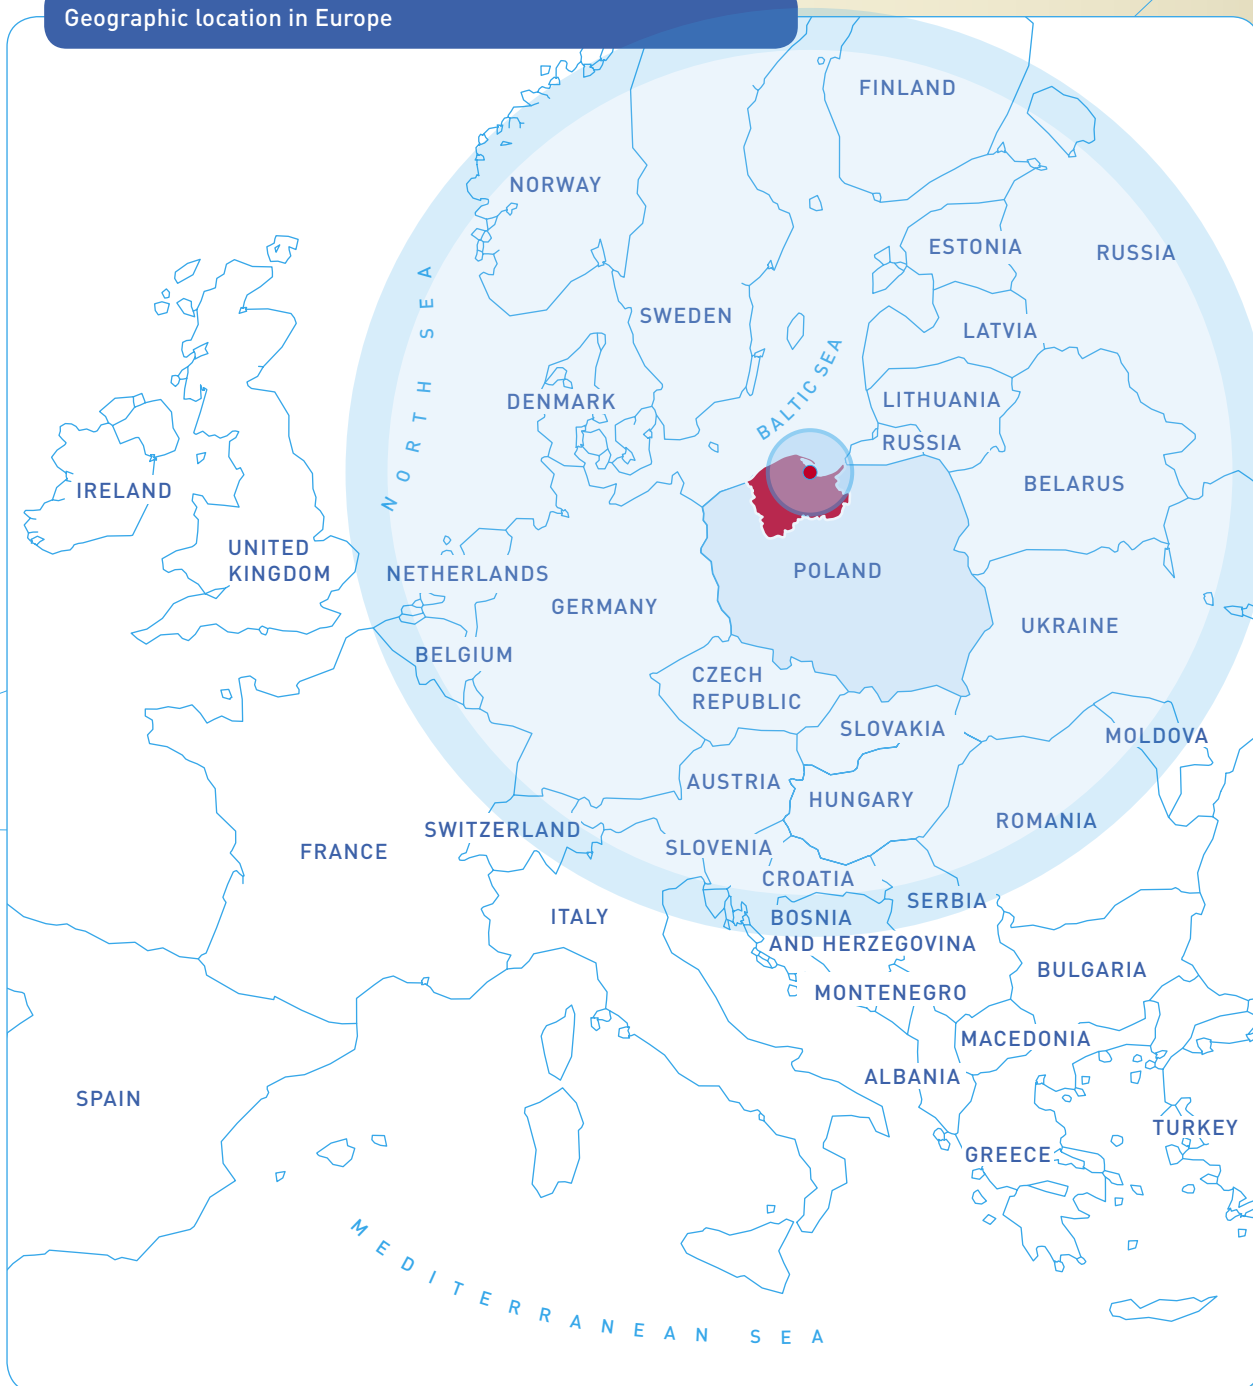 Geographic location in Europe
FINLAND
NORWAY
ESTONIA
RUSSIA
NORTH SEA
SWEDEN
LATVIA
BALTIC SEA
DENMARK
LITHUANIA
RUSSIA
IRELAND
BELARUS
UNITED
KINGDOM
NETHERLANDS
POLAND
GERMANY
UKRAINE
BELGIUM
CZECH
REPUBLIC
SLOVAKIA
MOLDOVA
AUSTRIA
HUNGARY
ROMANIA
SWITZERLAND
FRANCE
SLOVENIA
CROATIA
SERBIA
ITALY
BOSNIA
AND HERZEGOVINA
BULGARIA
MONTENEGRO
MACEDONIA
ALBANIA
SPAIN
TURKEY
GREECE
MEDITERRANEAN SEA